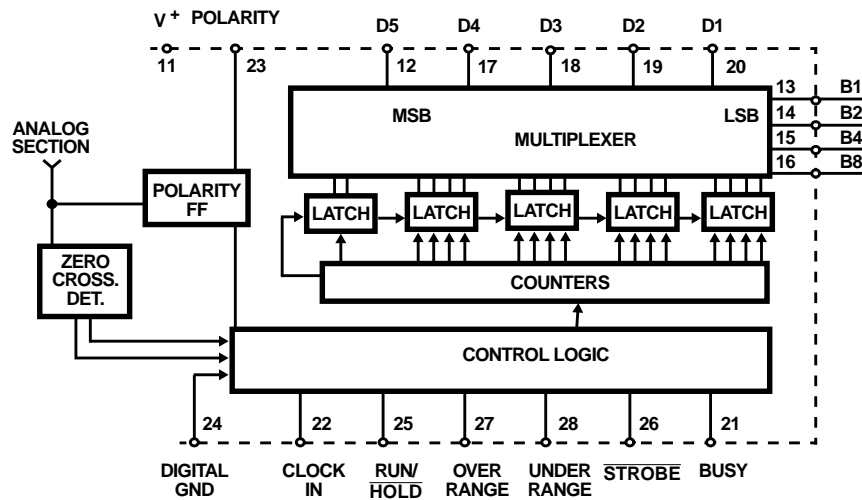 V+ POLARITY D5 D4 D3 D2 D1
11 23 12 17 18 19 20
MSB LSB
MULTIPLEXER
13 B1
14 B2
15 B4
16 B8
ANALOG
SECTION
POLARITY
FF
LATCH LATCH LATCH LATCH LATCH
ZERO
CROSS.
DET.
COUNTERS
CONTROL LOGIC
24 22 25 27 28 26 21
DIGITAL
GND
CLOCK
IN
RUN/
HOLD
OVER
RANGE
UNDER
RANGE
STROBE
BUSY